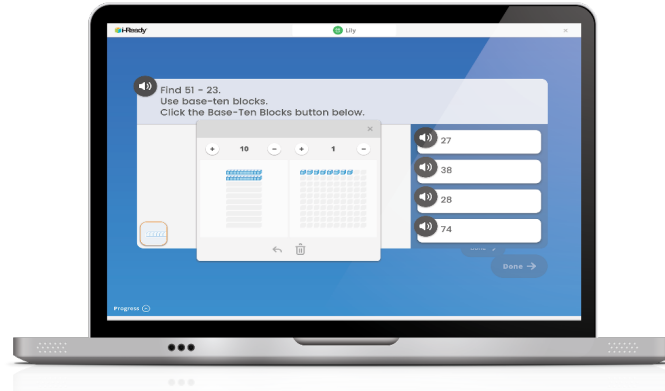 i-Ready
Lily
Find 51 - 23.
Use base-ten blocks.
Click the Base-Ten Blocks button below.
10
1
27
38
28
74
Done
Progress